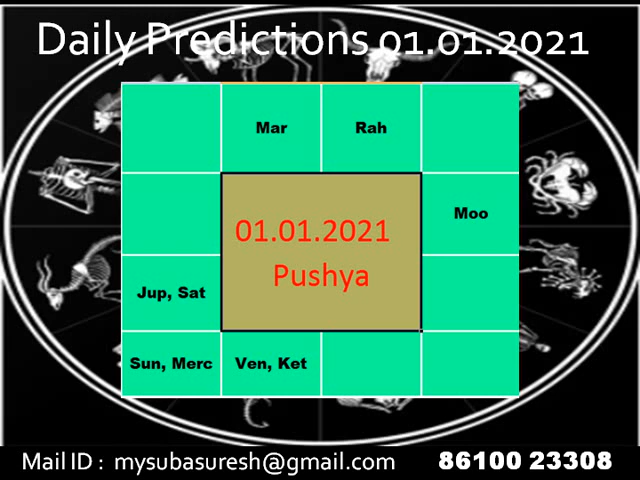 Daily Predictions 01.01.2021
Mar
Rah
01.01.2021
Pushya
Moo
Jup, Sat
Sun, Merc
Ven, Ket
Mail ID : mysubasuresh@gmail.com
86100 23308